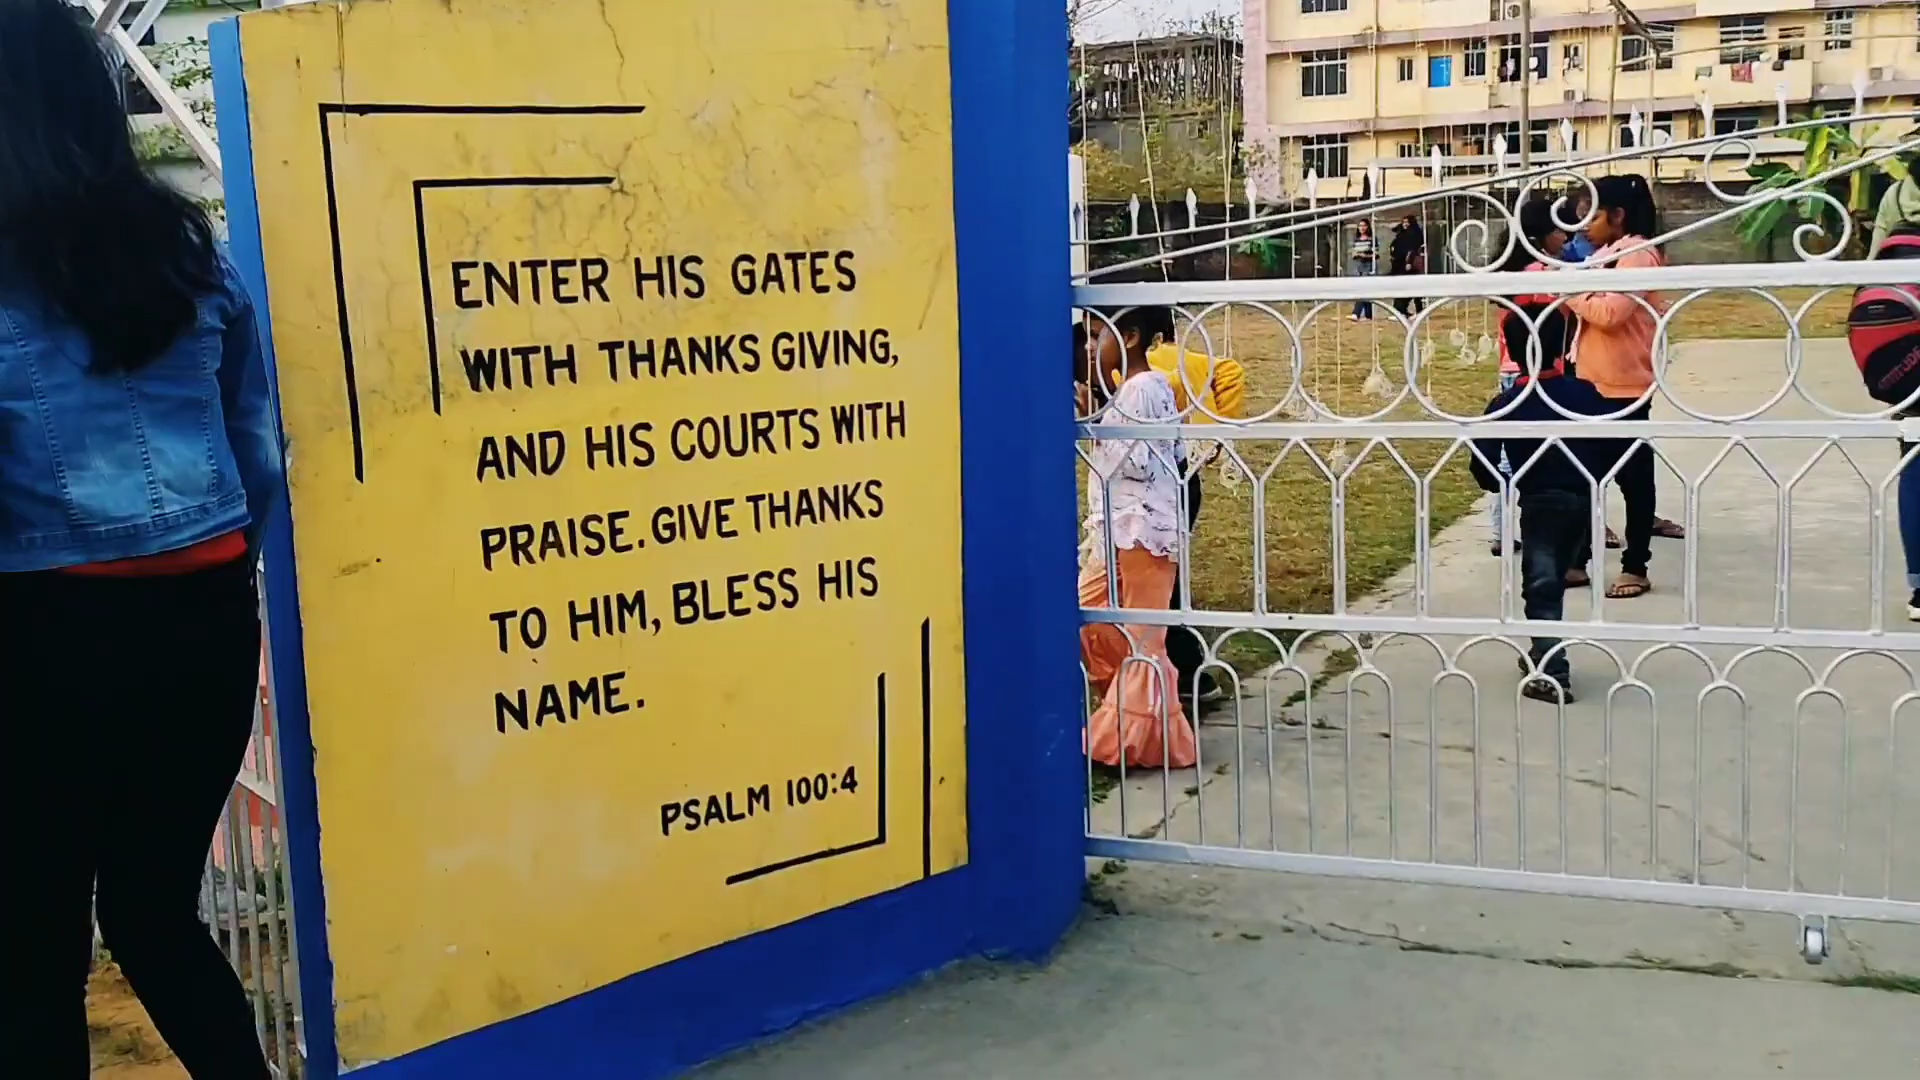 ENTER HIS GATES
WITH THANKS GIVING,
AND HIS COURTS WITH
PRAISE. GIVE THANKS
TO HIM, BLESS HIS
NAME.
PSALM 100:4